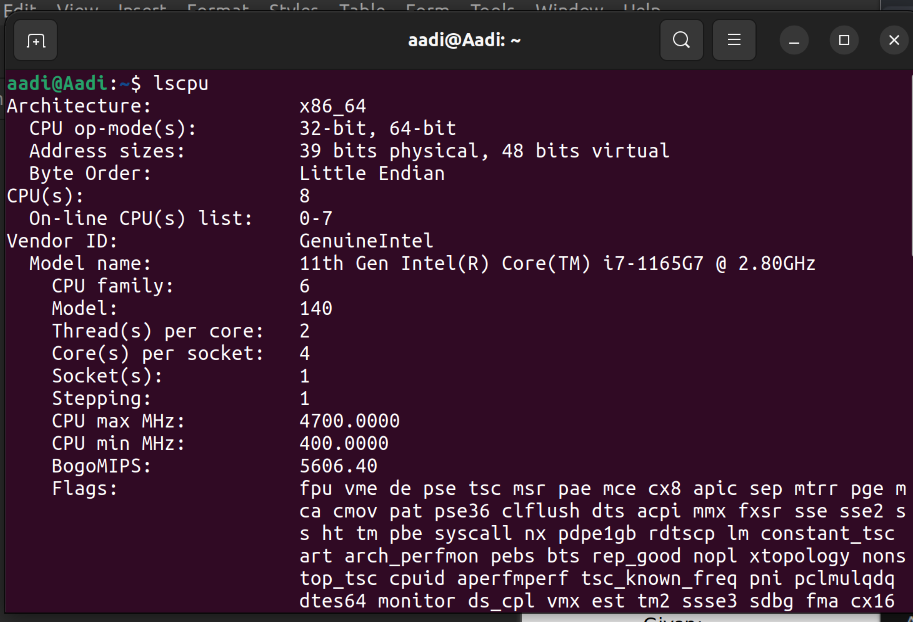 Edit View Insert Format Styles Table Form Tools Window Help
aadi@Aadi: ~
aadi@Aadi:~$ lscpu
Architecture: x86_64
CPU op-mode(s): 32-bit, 64-bit
Address sizes: 39 bits physical, 48 bits virtual
Byte Order: Little Endian
CPU(s): 8
On-line CPU(s) list: 0-7
Vendor ID: GenuineIntel
Model name: 11th Gen Intel(R) Core(TM) i7-1165G7 @ 2.80GHz
CPU family: 6
Model: 140
Thread(s) per core: 2
Core(s) per socket: 4
Socket(s): 1
Stepping: 1
CPU max MHz: 4700.0000
CPU min MHz: 400.0000
BogoMIPS: 5606.40
Flags: fpu vme de pse tsc msr pae mce cx8 apic sep mtrr pge m
ca cmov pat pse36 clflush dts acpi mmx fxsr sse sse2 s
s ht tm pbe syscall nx pdpe1gb rdtscp lm constant_tsc
art arch_perfmon pebs bts rep_good nopl xtopology nons
top_tsc cpuid aperfmperf tsc_known_freq pni pclmulqdq
dtes64 monitor ds_cpl vmx est tm2 ssse3 sdbg fma cx16